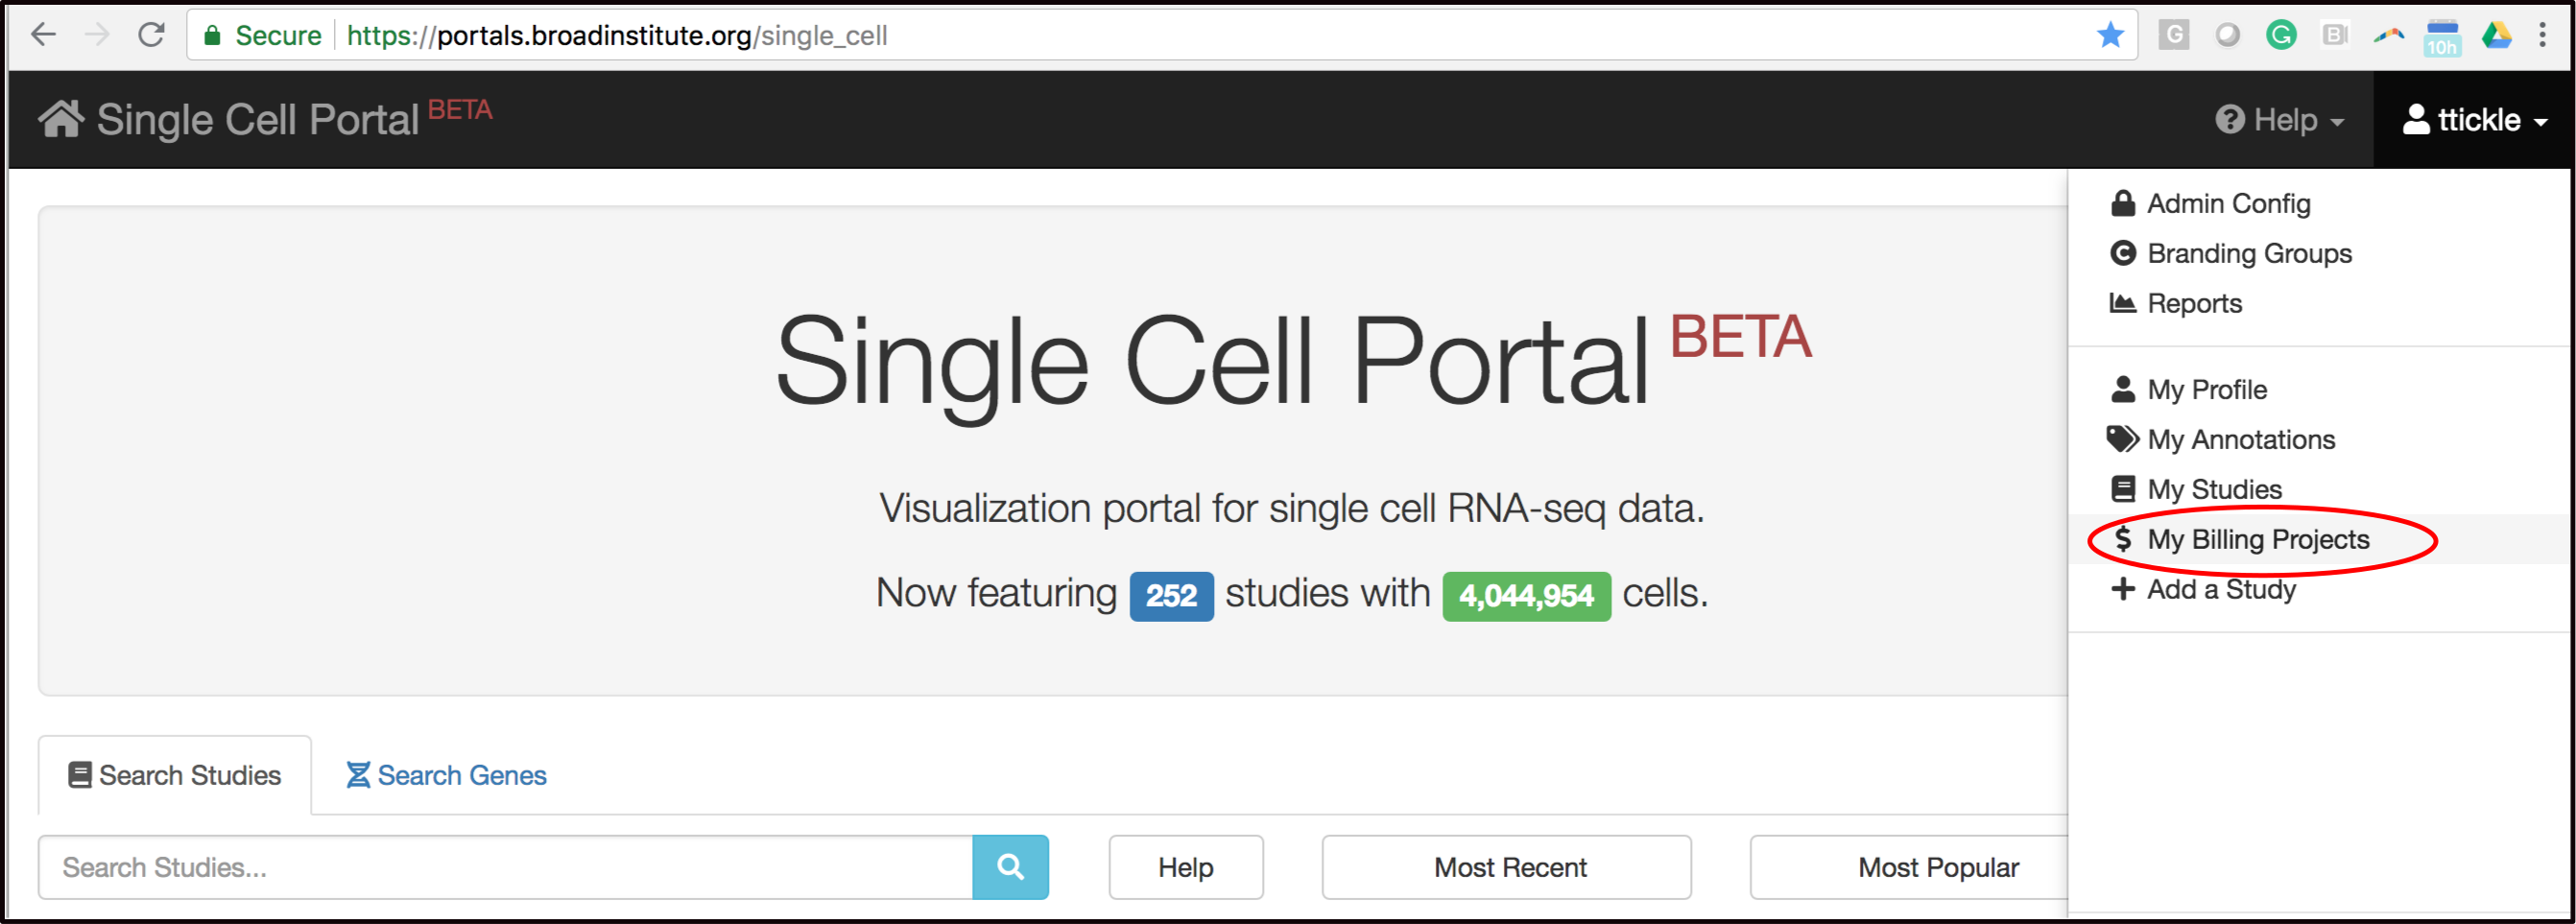 Secure https://portals.broadinstitute.org/single_cell
G G B 10h
Single Cell Portal BETA
Help
ttickle
Admin Config
Branding Groups
Reports
My Profile
My Annotations
My Studies
$ My Billing Projects
+ Add a Study
Single Cell Portal BETA
Visualization portal for single cell RNA-seq data.
Now featuring 252 studies with 4,044,954 cells.
Search Studies Search Genes
Search Studies... Help Most Recent Most Popular